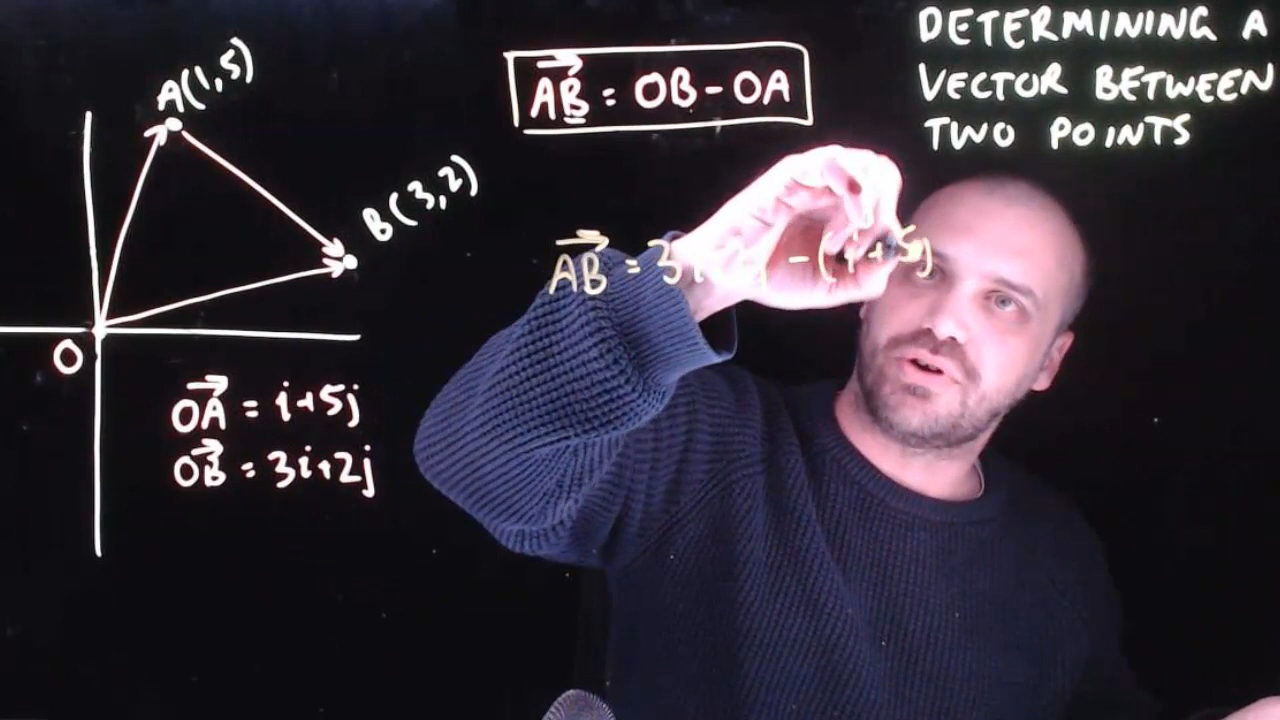 DETERMINING A
VECTOR BETWEEN
TWO POINTS
AB = OB - OA
A(1,5)
B(3,2)
O
OA = i+5j
OB = 3i+2j
AB = 3 - (i+5j